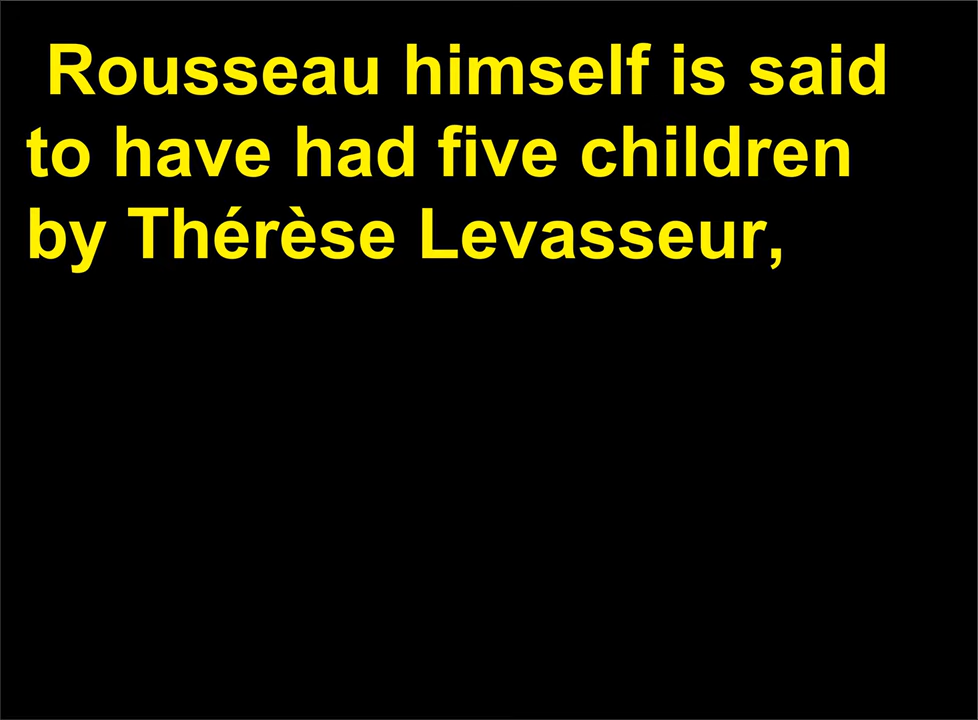 Rousseau himself is said
to have had five children
by Thérèse Levasseur,